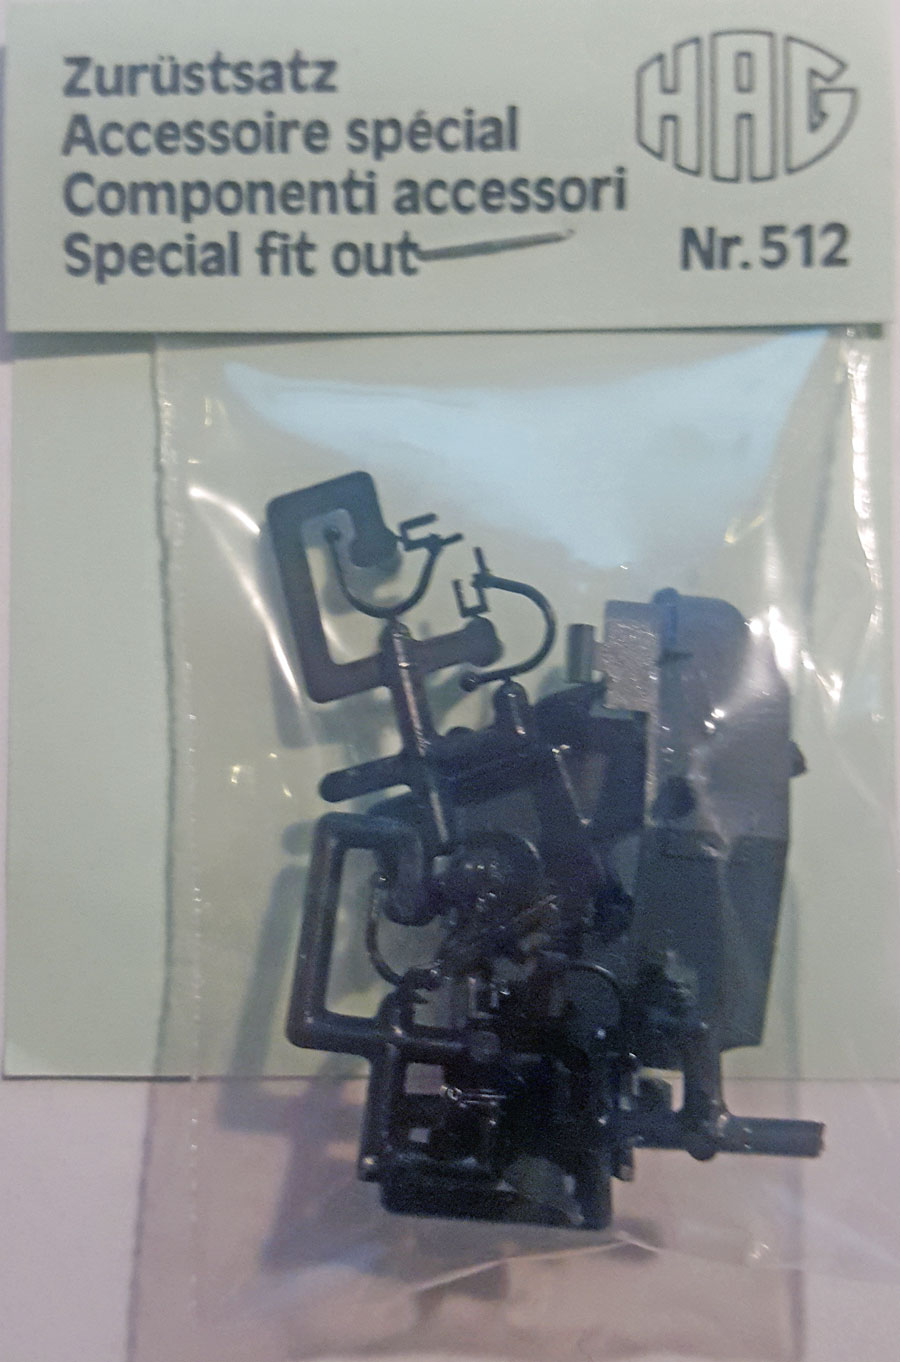 Zurüstsatz
Accessoire spécial
Componenti accessori
Special fit out
HAG
Nr. 512